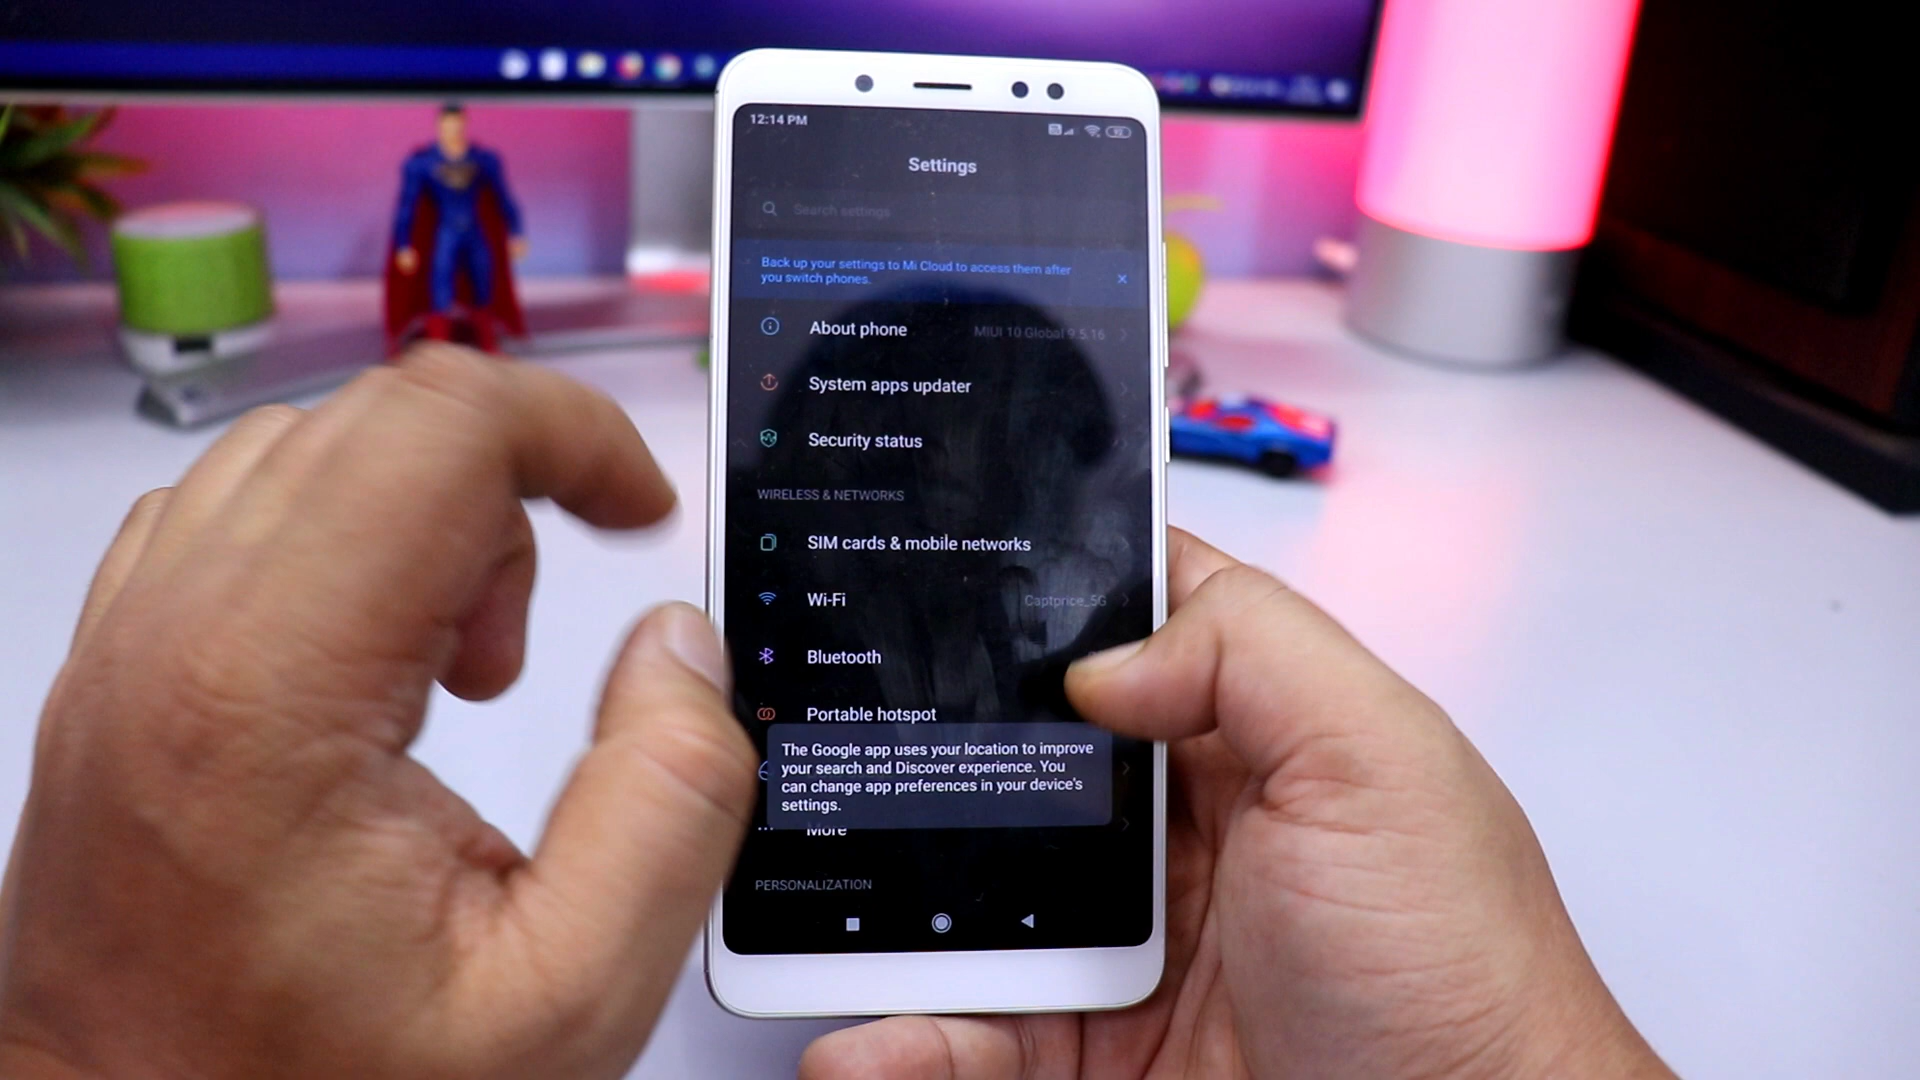 12:14 PM
Settings
Search settings
Back up your settings to Mi Cloud to access them after
you switch phones.
About phone
MIUI 10 Global 9.5.16
System apps updater
Security status
WIRELESS & NETWORKS
SIM cards & mobile networks
Wi-Fi
Captprice_5G
Bluetooth
Portable hotspot
The Google app uses your location to improve
your search and Discover experience. You
can change app preferences in your device's
settings.
More
PERSONALIZATION